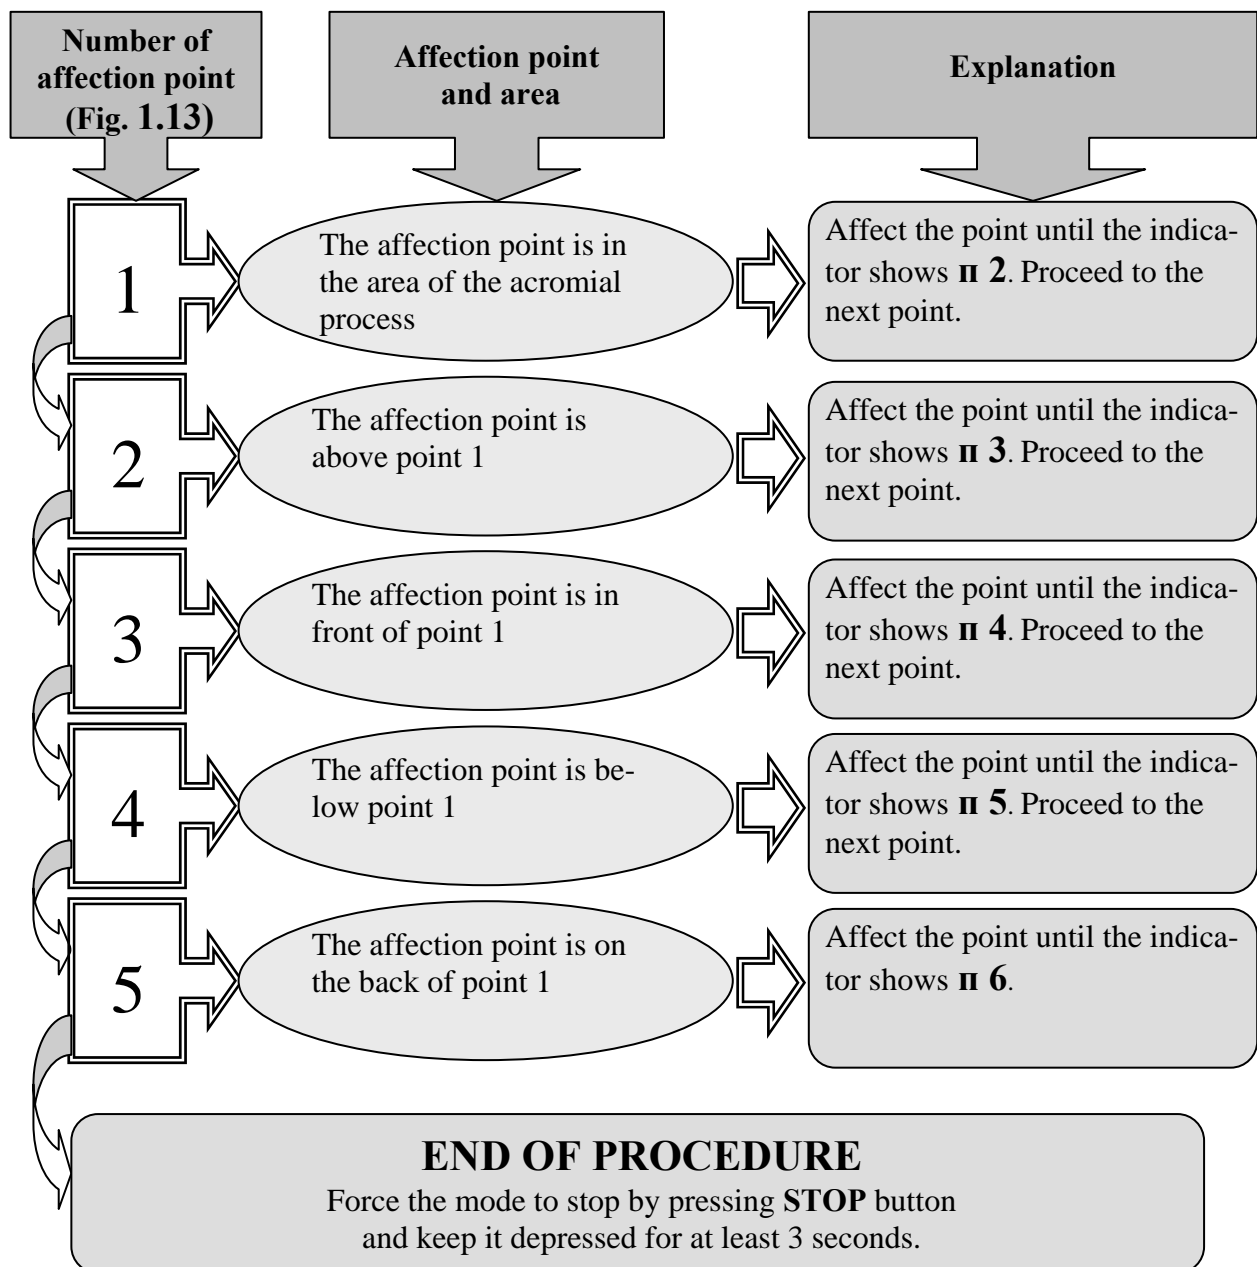 Number of
affection point
(Fig. 1.13)
Affection point
and area
Explanation
1
The affection point is in
the area of the acromial
process
Affect the point until the indica-
tor shows п 2. Proceed to the
next point.
2
The affection point is
above point 1
Affect the point until the indica-
tor shows п 3. Proceed to the
next point.
3
The affection point is in
front of point 1
Affect the point until the indica-
tor shows п 4. Proceed to the
next point.
4
The affection point is be-
low point 1
Affect the point until the indica-
tor shows п 5. Proceed to the
next point.
5
The affection point is on
the back of point 1
Affect the point until the indica-
tor shows п 6.
END OF PROCEDURE
Force the mode to stop by pressing STOP button
and keep it depressed for at least 3 seconds.